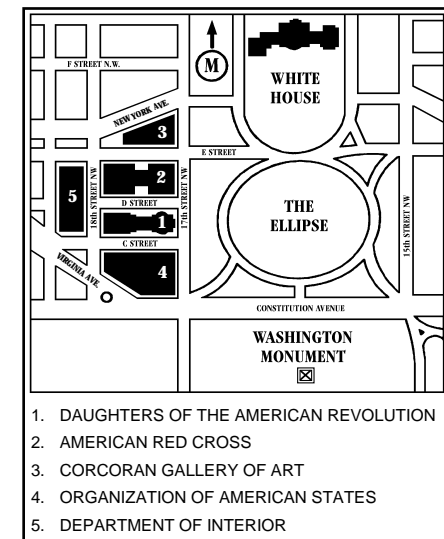 F STREET N.W.
M
WHITE
HOUSE
NEW YORK AVE.
3
E STREET
2
5
18th STREET NW
17th STREET NW
15th STREET NW
D STREET
THE
ELLIPSE
1
C STREET
VIRGINIA AVE.
4
CONSTITUTION AVENUE
WASHINGTON
MONUMENT
1. DAUGHTERS OF THE AMERICAN REVOLUTION
2. AMERICAN RED CROSS
3. CORCORAN GALLERY OF ART
4. ORGANIZATION OF AMERICAN STATES
5. DEPARTMENT OF INTERIOR